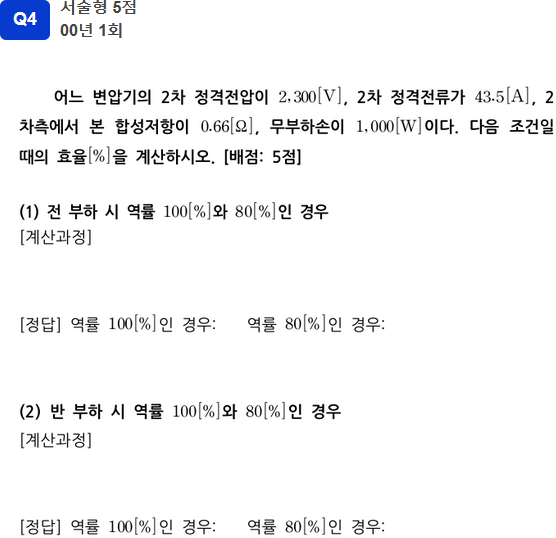 Q4
서술형 5점
00년 1회
어느 변압기의 2차 정격전압이 2,300[V], 2차 정격전류가 43.5[A], 2
차측에서 본 합성저항이 0.66[Ω], 무부하손이 1,000[W]이다. 다음 조건일
때의 효율[%]을 계산하시오. [배점: 5점]
(1) 전 부하 시 역률 100[%]와 80[%]인 경우
[계산과정]
[정답] 역률 100[%]인 경우: 역률 80[%]인 경우:
(2) 반 부하 시 역률 100[%]와 80[%]인 경우
[계산과정]
[정답] 역률 100[%]인 경우: 역률 80[%]인 경우: